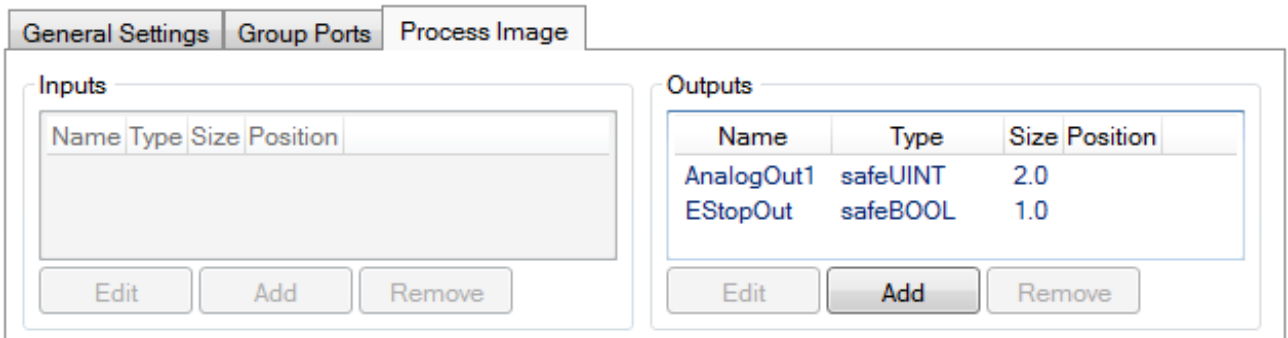 General Settings Group Ports Process Image
Inputs
Name Type Size Position
Edit Add Remove
Outputs
Name Type Size Position
AnalogOut1 safeUINT 2.0
EStopOut safeBOOL 1.0
Edit Add Remove